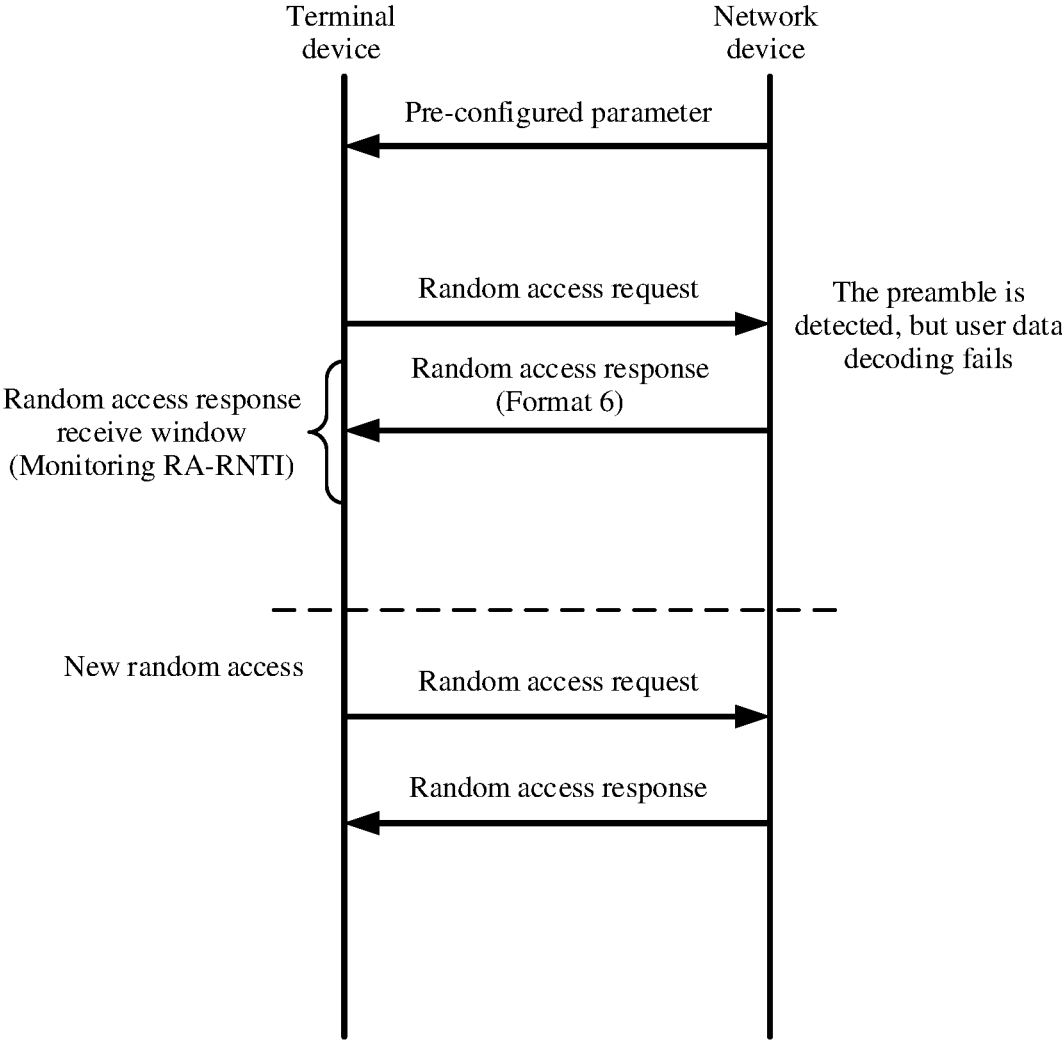 Terminal
device
Network
device
Pre-configured parameter
Random access request
The preamble is
detected, but user data
decoding fails
Random access response
(Format 6)
Random access response
receive window
(Monitoring RA-RNTI)
New random access
Random access request
Random access response